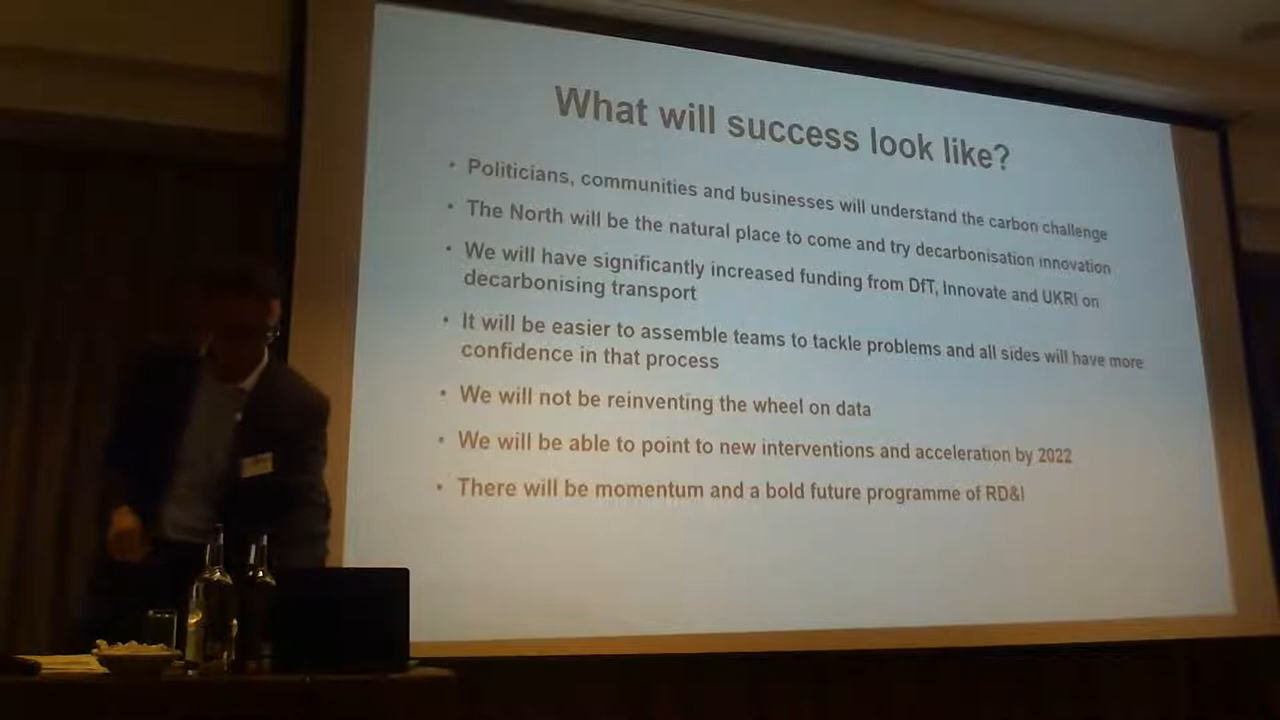 What will success look like?
• Politicians, communities and businesses will understand the carbon challenge
• The North will be the natural place to come and try decarbonisation innovation
• We will have significantly increased funding from DfT, Innovate and UKRI on
decarbonising transport
• It will be easier to assemble teams to tackle problems and all sides will have more
confidence in that process
• We will not be reinventing the wheel on data
• We will be able to point to new interventions and acceleration by 2022
• There will be momentum and a bold future programme of RD&I